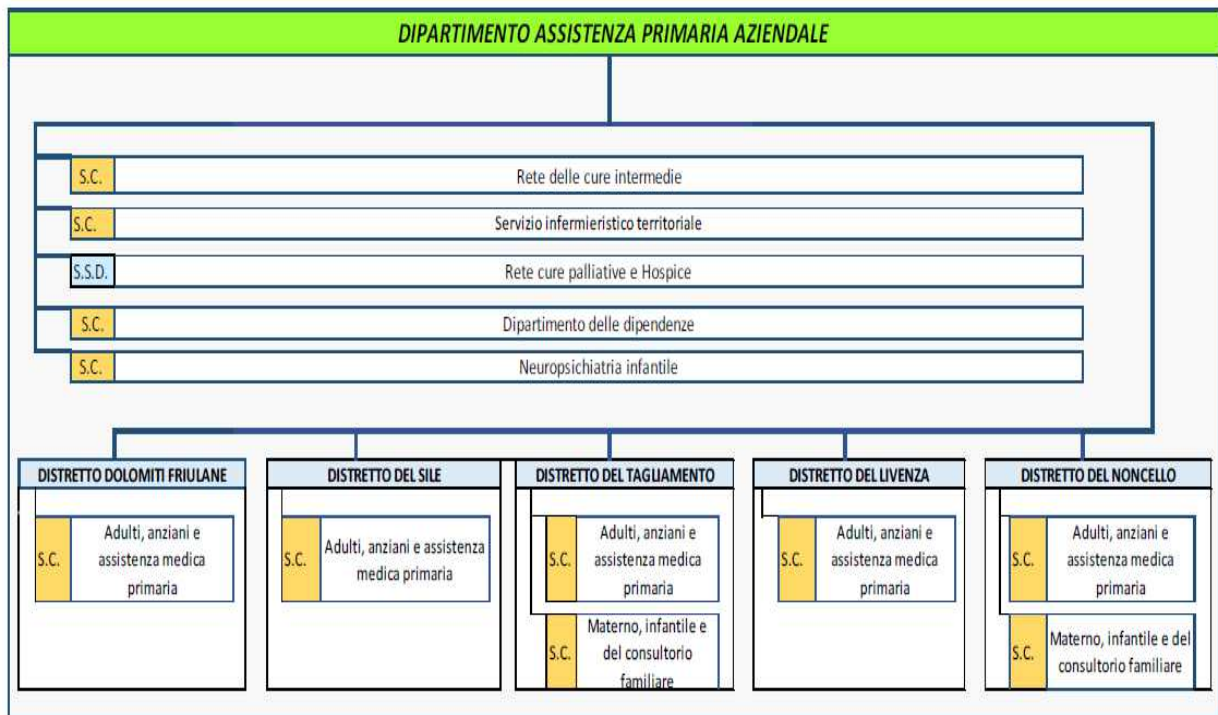 DIPARTIMENTO ASSISTENZA PRIMARIA AZIENDALE
S.C. Rete delle cure intermedie
S.C. Servizio infermieristico territoriale
S.S.D. Rete cure palliative e Hospice
S.C. Dipartimento delle dipendenze
S.C. Neuropsichiatria infantile
DISTRETTO DOLOMITI FRIULANE
S.C.
Adulti, anziani e
assistenza medica
primaria
DISTRETTO DEL SILE
S.C.
Adulti, anziani e assistenza
medica primaria
DISTRETTO DEL TAGLIAMENTO
S.C.
Adulti, anziani e
assistenza medica
primaria
S.C.
Materno, infantile e
del consultorio
familiare
DISTRETTO DEL LIVENZA
S.C.
Adulti, anziani e
assistenza medica
primaria
DISTRETTO DEL NONCELLO
S.C.
Adulti, anziani e
assistenza medica
primaria
S.C.
Materno, infantile e del
consultorio familiare